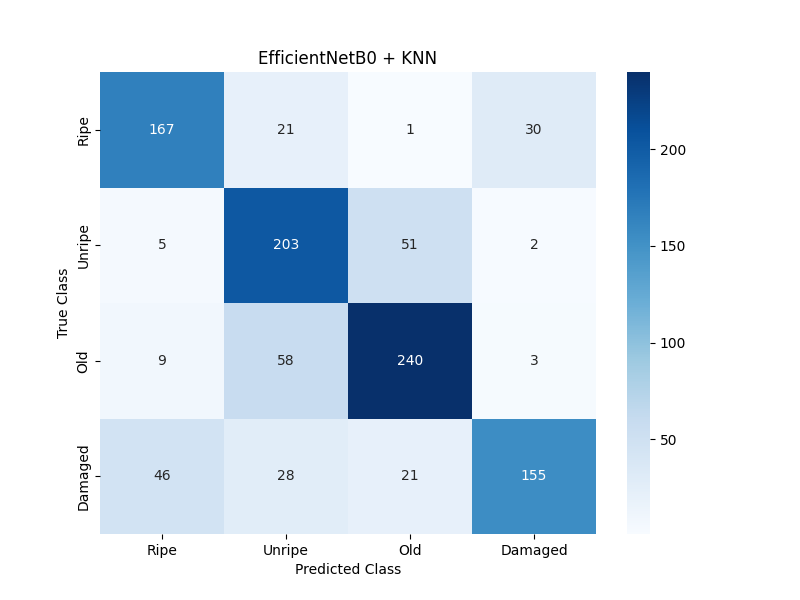 EfficientNetB0 + KNN
Ripe 167 21 1 30
Unripe 5 203 51 2
Old 9 58 240 3
Damaged 46 28 21 155
Ripe Unripe Old Damaged
Predicted Class
True Class
200
150
100
50